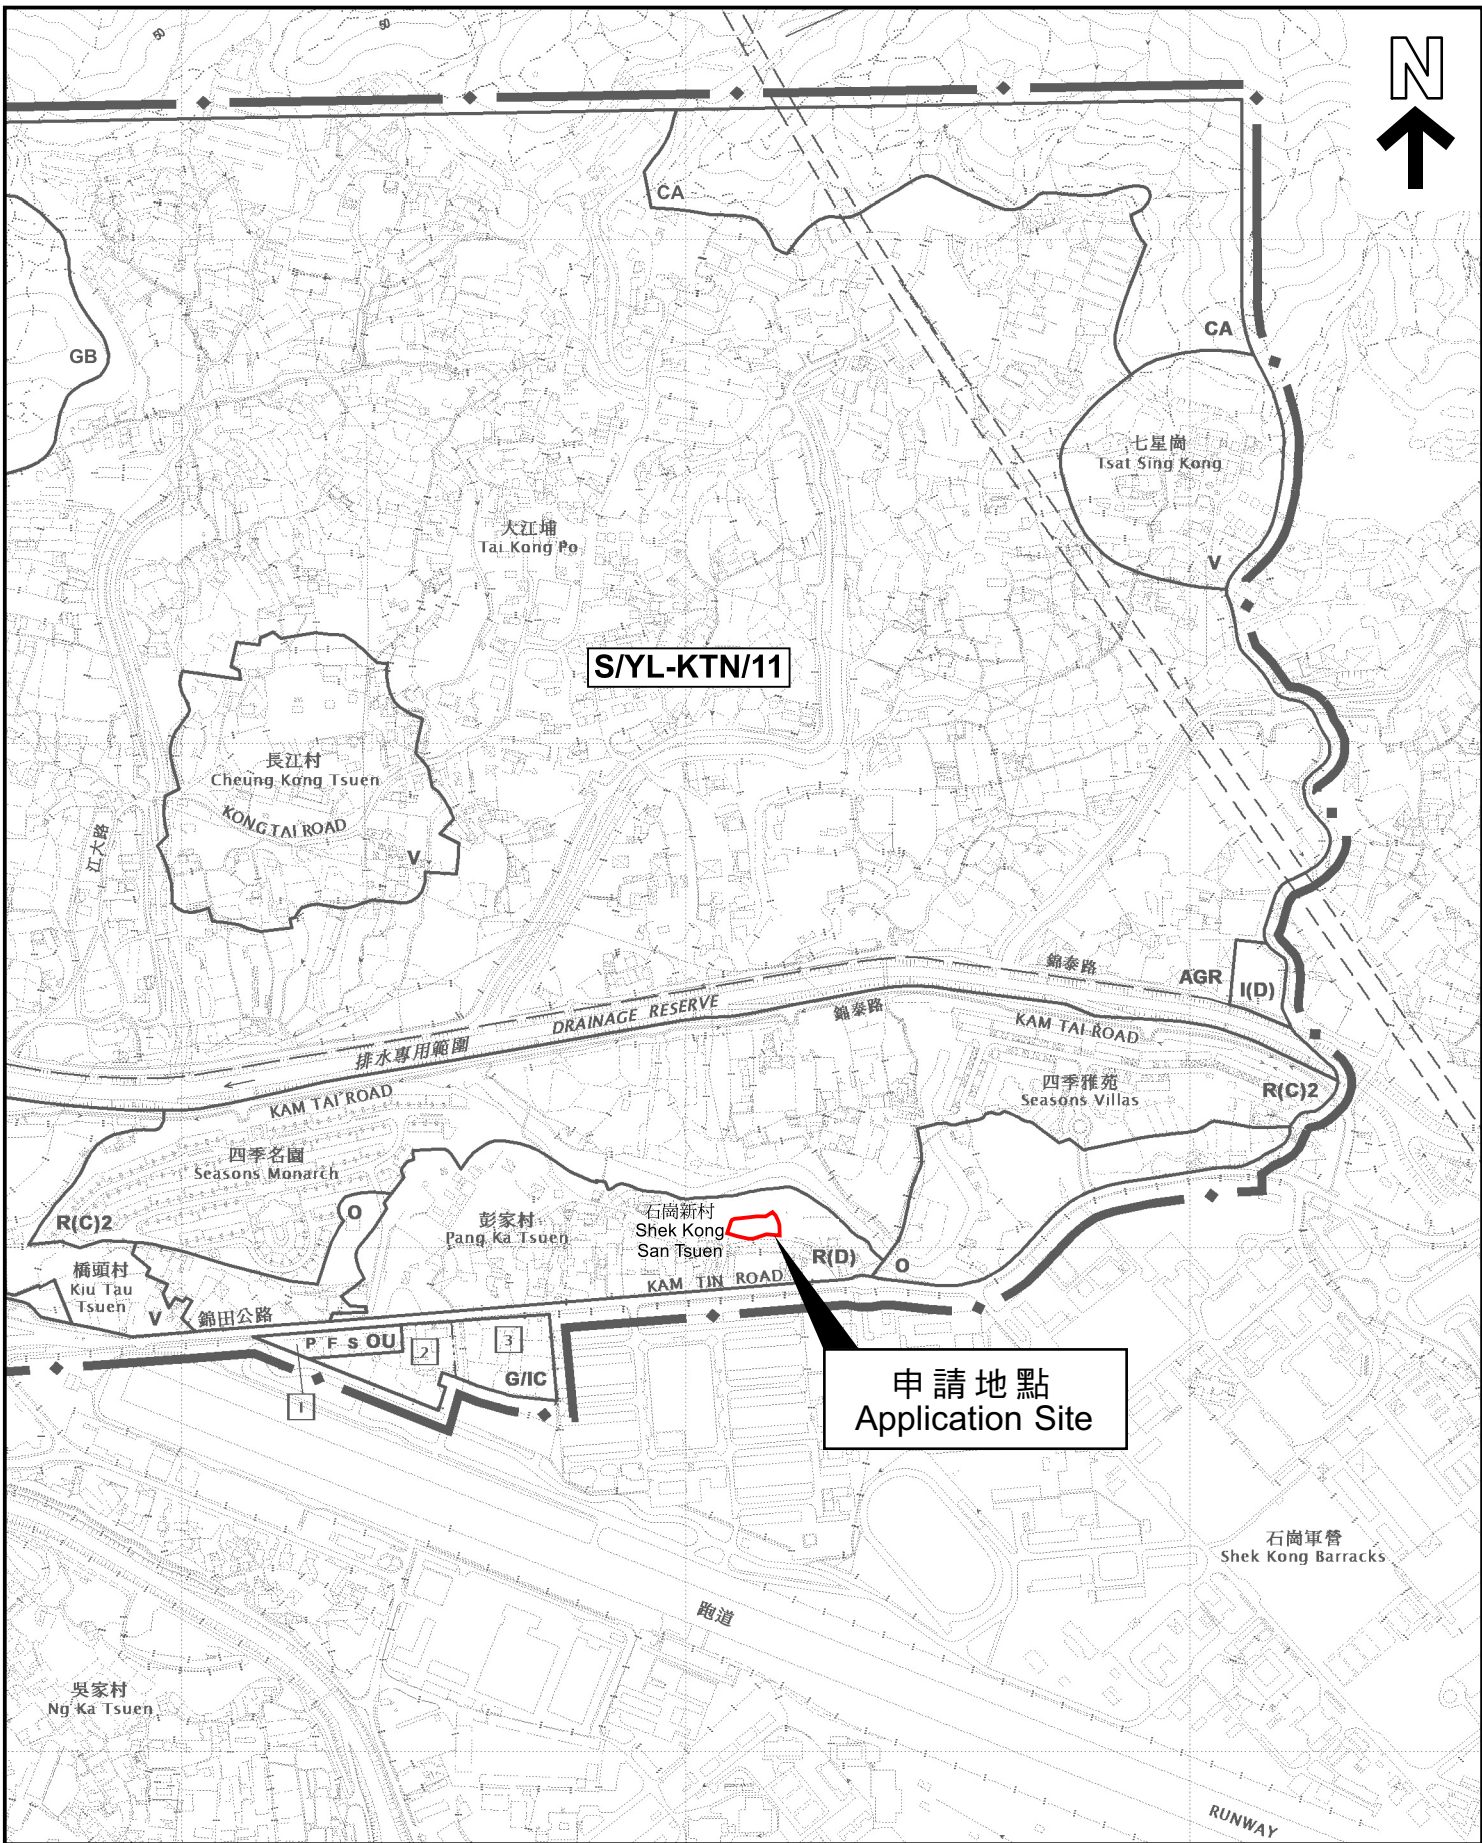 50
50
N
CA
CA
GB
七星崗
Tsat Sing Kong
大江埔
Tai Kong Po
V
S/YL-KTN/11
長江村
Cheung Kong Tsuen
KONG TAI ROAD
江大路
V
錦泰路
AGR
I(D)
DRAINAGE RESERVE
錦泰路
KAM TAI ROAD
排水專用範圍
KAM TAI ROAD
四季雅苑
Seasons Villas
R(C)2
四季名園
Seasons Monarch
R(C)2
O
彭家村
Pang Ka Tsuen
石崗新村
Shek Kong
San Tsuen
R(D)
O
KAM TIN ROAD
橋頭村
Kiu Tau
Tsuen
V
錦田公路
P F S OU
2
3
G/IC
1
申請地點
Application Site
石崗軍營
Shek Kong Barracks
跑道
吳家村
Ng Ka Tsuen
RUNWAY